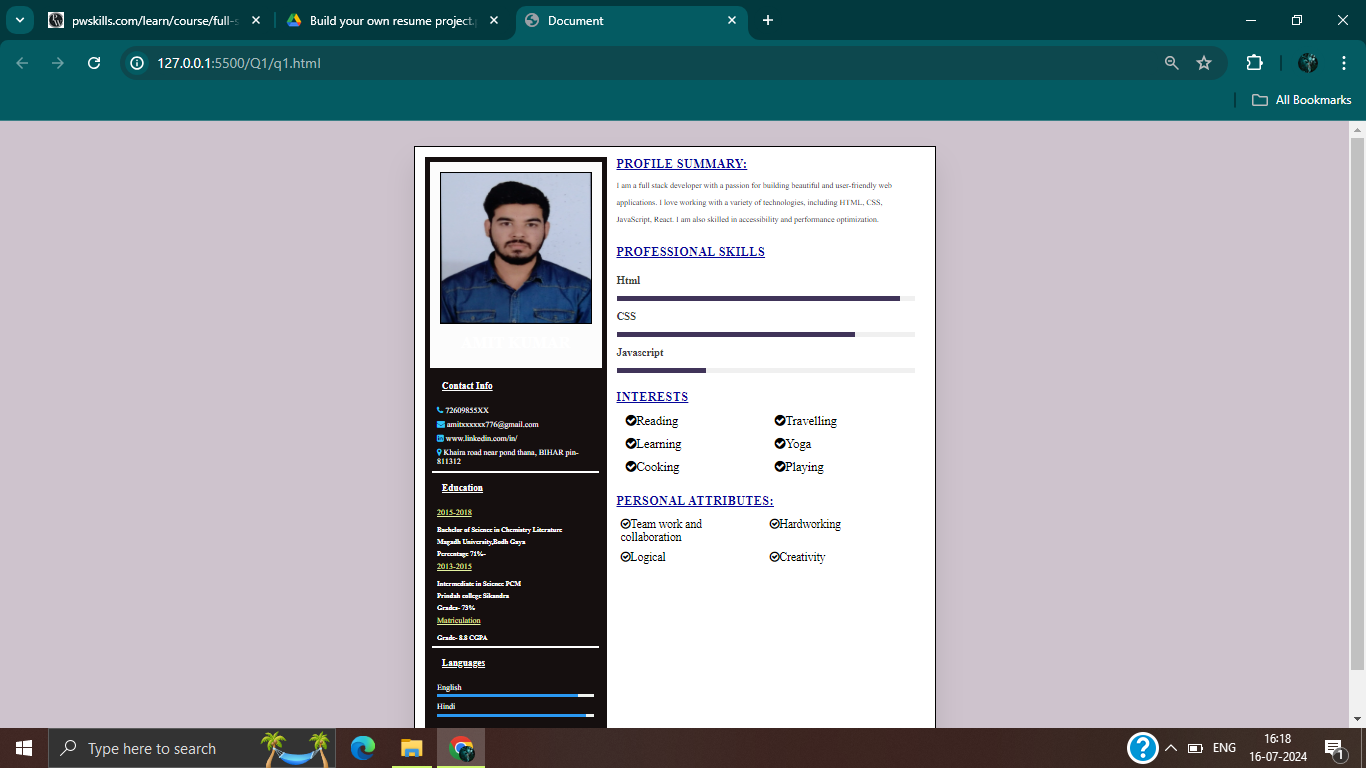 pwskills.com/learn/course/full-s
Build your own resume project.
Document
127.0.0.1:5500/Q1/q1.html
All Bookmarks
Contact Info
72609855XX
amitxxxxxx776@gmail.com
www.linkedin.com/in/
Khaira road near pond thana, BIHAR pin-
811312
Education
2015-2018
Bachelor of Science in Chemistry Literature
Magadh University,Bodh Gaya
Percentage 71%-
2013-2015
Intermediate in Science PCM
Prindah college Sikandra
Grades- 73%
Matriculation
Grade- 8.8 CGPA
Languages
English
Hindi
PROFILE SUMMARY:
I am a full stack developer with a passion for building beautiful and user-friendly web
applications. I love working with a variety of technologies, including HTML, CSS,
JavaScript, React. I am also skilled in accessibility and performance optimization.
PROFESSIONAL SKILLS
Html
CSS
Javascript
INTERESTS
Reading Travelling
Learning Yoga
Cooking Playing
PERSONAL ATTRIBUTES:
Team work and Hardworking
collaboration
Logical Creativity
Type here to search
ENG
16:18
16-07-2024
1